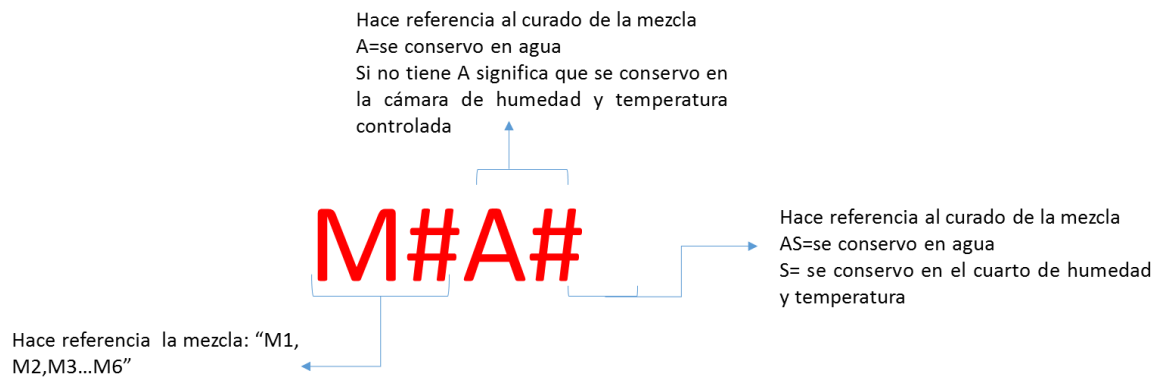 Hace referencia al curado de la mezcla
A=se conservo en agua
Si no tiene A significa que se conservo en
la cámara de humedad y temperatura
controlada
M#A#
Hace referencia al curado de la mezcla
AS=se conservo en agua
S= se conservo en el cuarto de humedad
y temperatura
Hace referencia la mezcla: “M1,
M2,M3...M6”